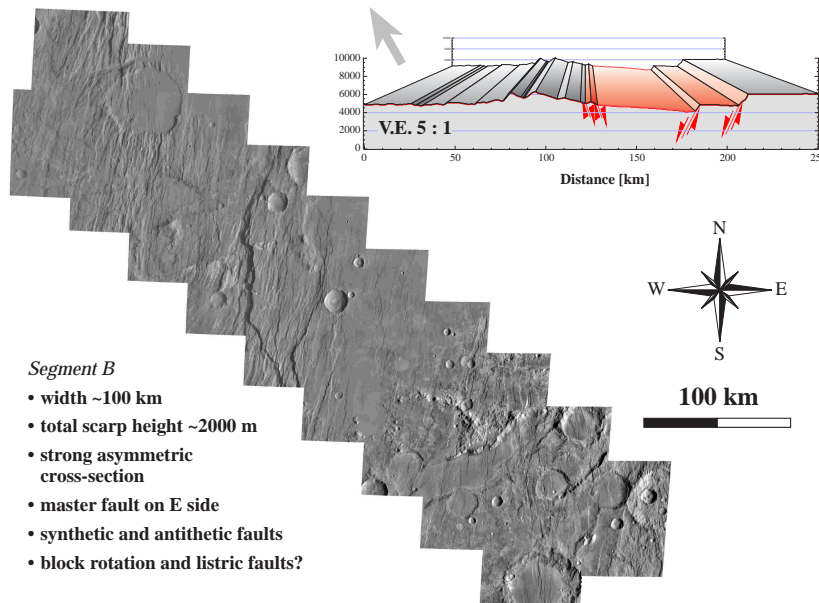 10000
8000
6000
4000
2000
0
V.E. 5 : 1
0 50 100 150 200 250
Distance [km]
N
W E
S
100 km
Segment B
• width ~100 km
• total scarp height ~2000 m
• strong asymmetric
cross-section
• master fault on E side
• synthetic and antithetic faults
• block rotation and listric faults?